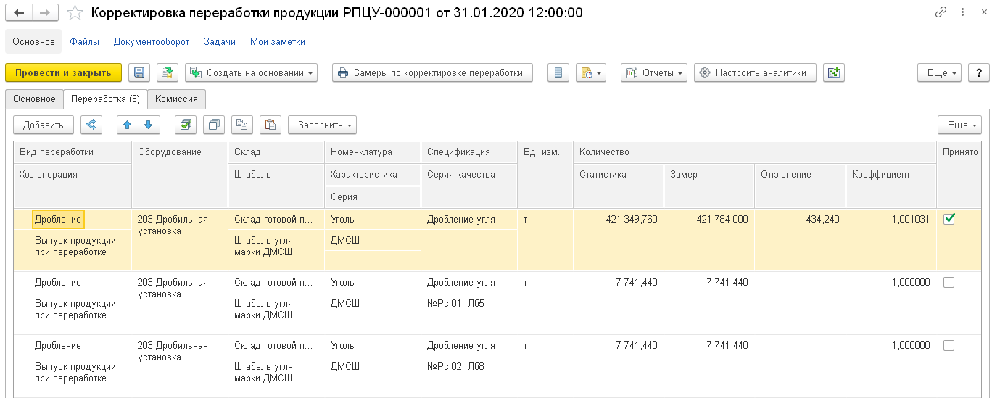 Корректировка переработки продукции РПЦУ-000001 от 31.01.2020 12:00:00
Основное Файлы Документооборот Задачи Мои заметки
Провести и закрыть Создать на основании Замеры по корректировке переработки Отчеты Настроить аналитики Еще ?
Основное Переработка (3) Комиссия
Добавить Заполнить Еще
Вид переработки Оборудование Склад Номенклатура Спецификация Ед. изм. Количество Принято
Хоз операция Штабель Характеристика Серия качества Статистика Замер Отклонение Коэффициент
Серия
Дробление 203 Дробильная Склад готовой п... Уголь Дробление угля т 421 349,760 421 784,000 434,240 1,001031
установка
Выпуск продукции Штабель угля ДМСШ
при переработке марки ДМСШ
Дробление 203 Дробильная Склад готовой п... Уголь Дробление угля т 7 741,440 7 741,440 1,000000
установка
Выпуск продукции Штабель угля ДМСШ №Рс 01. Л65
при переработке марки ДМСШ
Дробление 203 Дробильная Склад готовой п... Уголь Дробление угля т 7 741,440 7 741,440 1,000000
установка
Выпуск продукции Штабель угля ДМСШ №Рс 02. Л68
при переработке марки ДМСШ